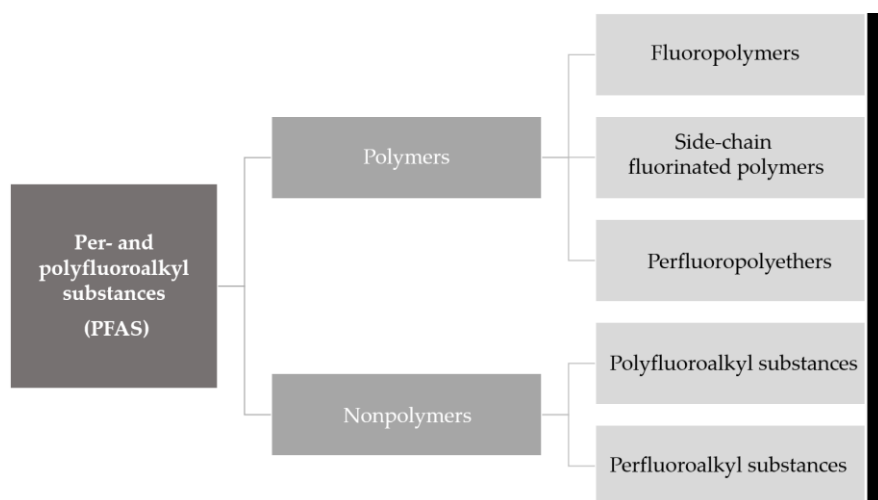 Per- and
polyfluoroalkyl
substances
(PFAS)
Polymers
Fluoropolymers
Side-chain
fluorinated polymers
Perfluoropolyethers
Nonpolymers
Polyfluoroalkyl substances
Perfluoroalkyl substances